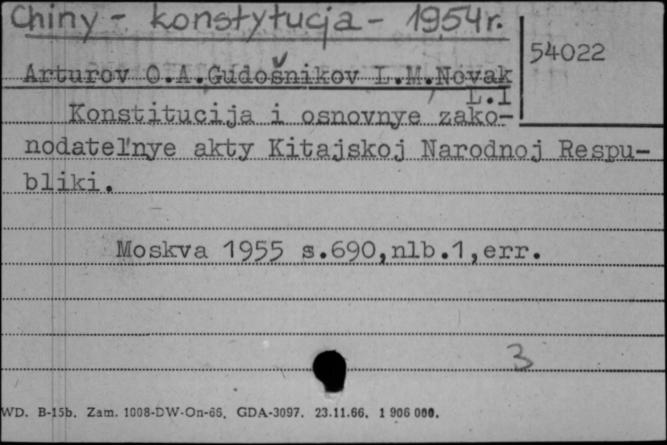 Chiny - konstytucja - 1954r.
54022
Arturov O.A.Gudošnikov L.M.Novak
L.I
Konstitucija i osnovnye zako-
nodatel'nye akty Kitajskoj Narodnoj Respu-
bliki.
Moskva 1955 s.690,nlb.1,err.
3
WD. B-15b. Zam. 1008-DW-On-66. GDA-3097. 23.11.66. 1 906 000.